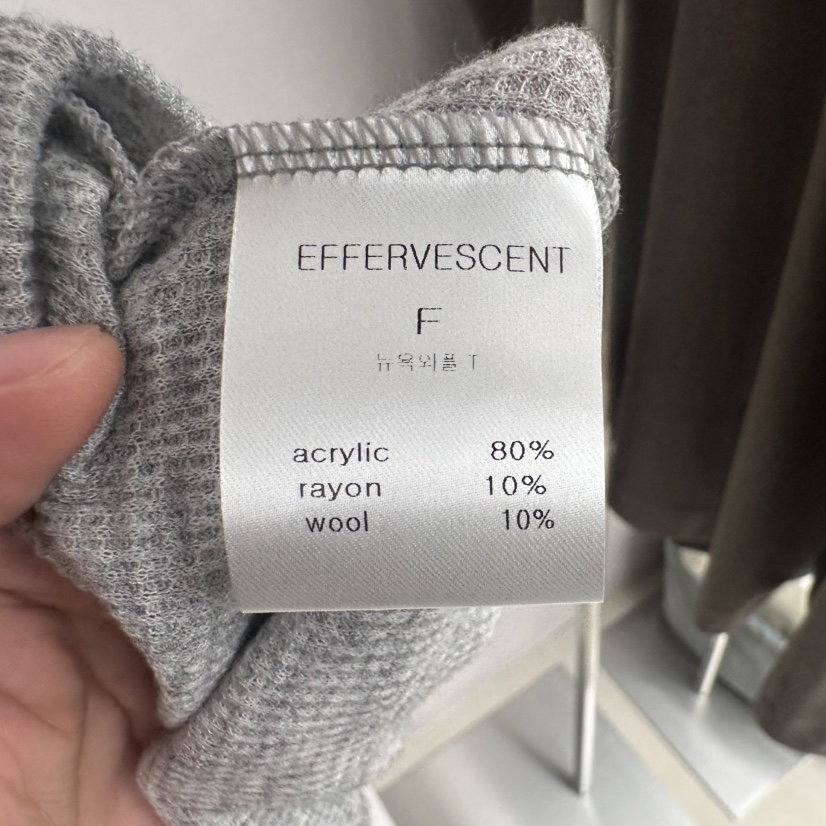 EFFERVESCENT
F
뉴욕와플 T
acrylic 80%
rayon 10%
wool 10%